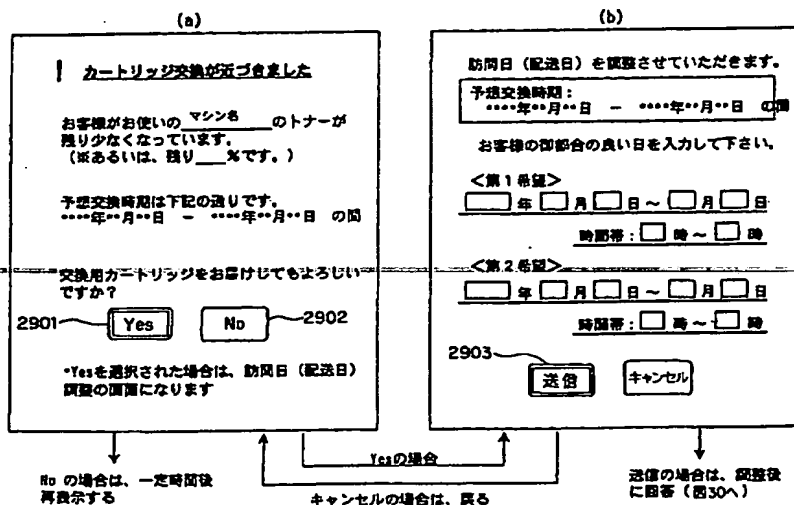 (a)
! カートリッジ交換が近づきました
お客様がお使いの マシン名 のトナーが
残り少なくなっています。
(※あるいは、残り__%です。)
予想交換時期は下記の通りです。
••••年••月••日 － ••••年••月••日 の間
交換用カートリッジをお届けしてもよろしい
ですか?
2901 Yes No 2902
•Yesを選択された場合は、訪問日(配送日)
調整の画面になります
No の場合は、一定時間後
再表示する
Yesの場合
キャンセルの場合は、戻る
(b)
訪問日(配送日)を調整させていただきます。
予想交換時期:
••••年••月••日 － ••••年••月••日 の間
お客様の御都合の良い日を入力して下さい。
<第1希望>
年 月 日～ 月 日
時間帯: 時～ 時
<第2希望>
年 月 日～ 月 日
時間帯: 時～ 時
2903
送信 キャンセル
送信の場合は、調整後
に回答(図30へ)